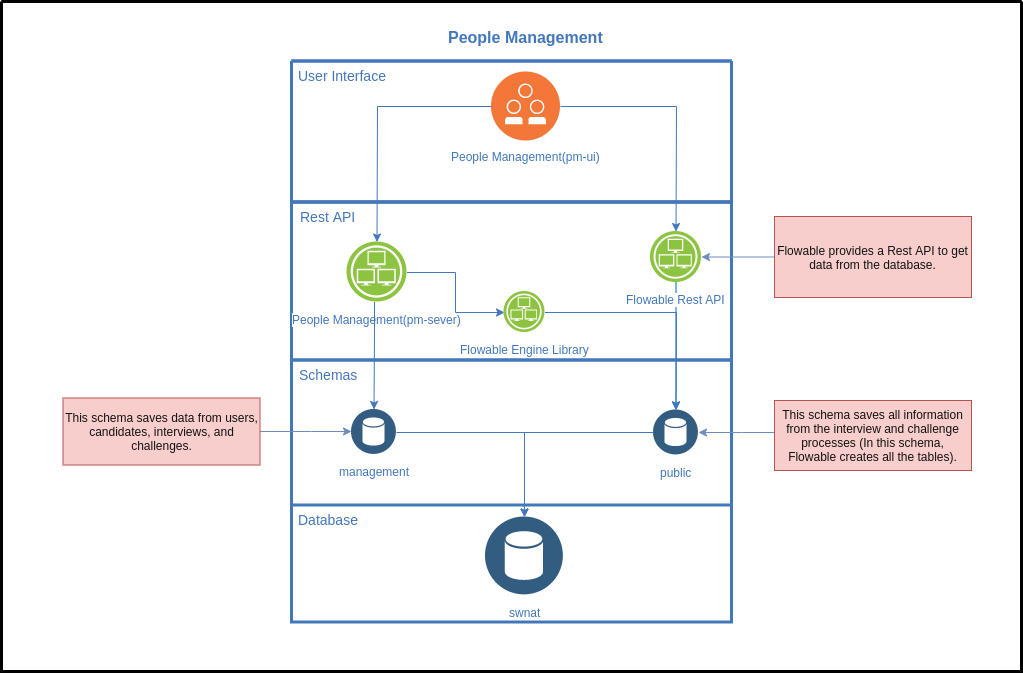 People Management
User Interface
People Management(pm-ui)
Rest API
Flowable provides a Rest API to get
data from the database.
Flowable Rest API
People Management(pm-sever)
Flowable Engine Library
Schemas
This schema saves data from users,
candidates, interviews, and
challenges.
This schema saves all information
from the interview and challenge
processes (In this schema,
Flowable creates all the tables).
management
public
Database
swnat